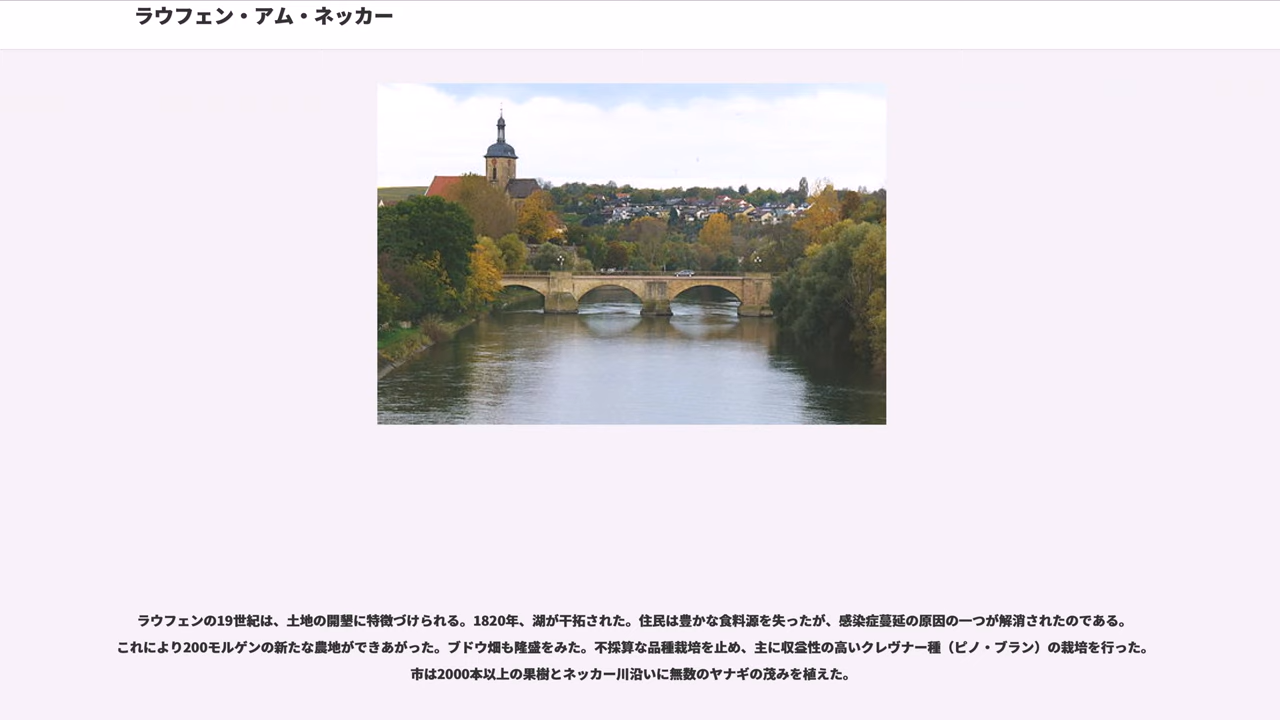 ラウフェン・アム・ネッカー
ラウフェンの19世紀は、土地の開墾に特徴づけられる。1820年、湖が干拓された。住民は豊かな食料源を失ったが、感染症蔓延の原因の一つが解消されたのである。
これにより200モルゲンの新たな農地ができあがった。ブドウ畑も隆盛をみた。不採算な品種栽培を止め、主に収益性の高いクレヴナー種（ピノ・ブラン）の栽培を行った。
市は2000本以上の果樹とネッカー川沿いに無数のヤナギの茂みを植えた。